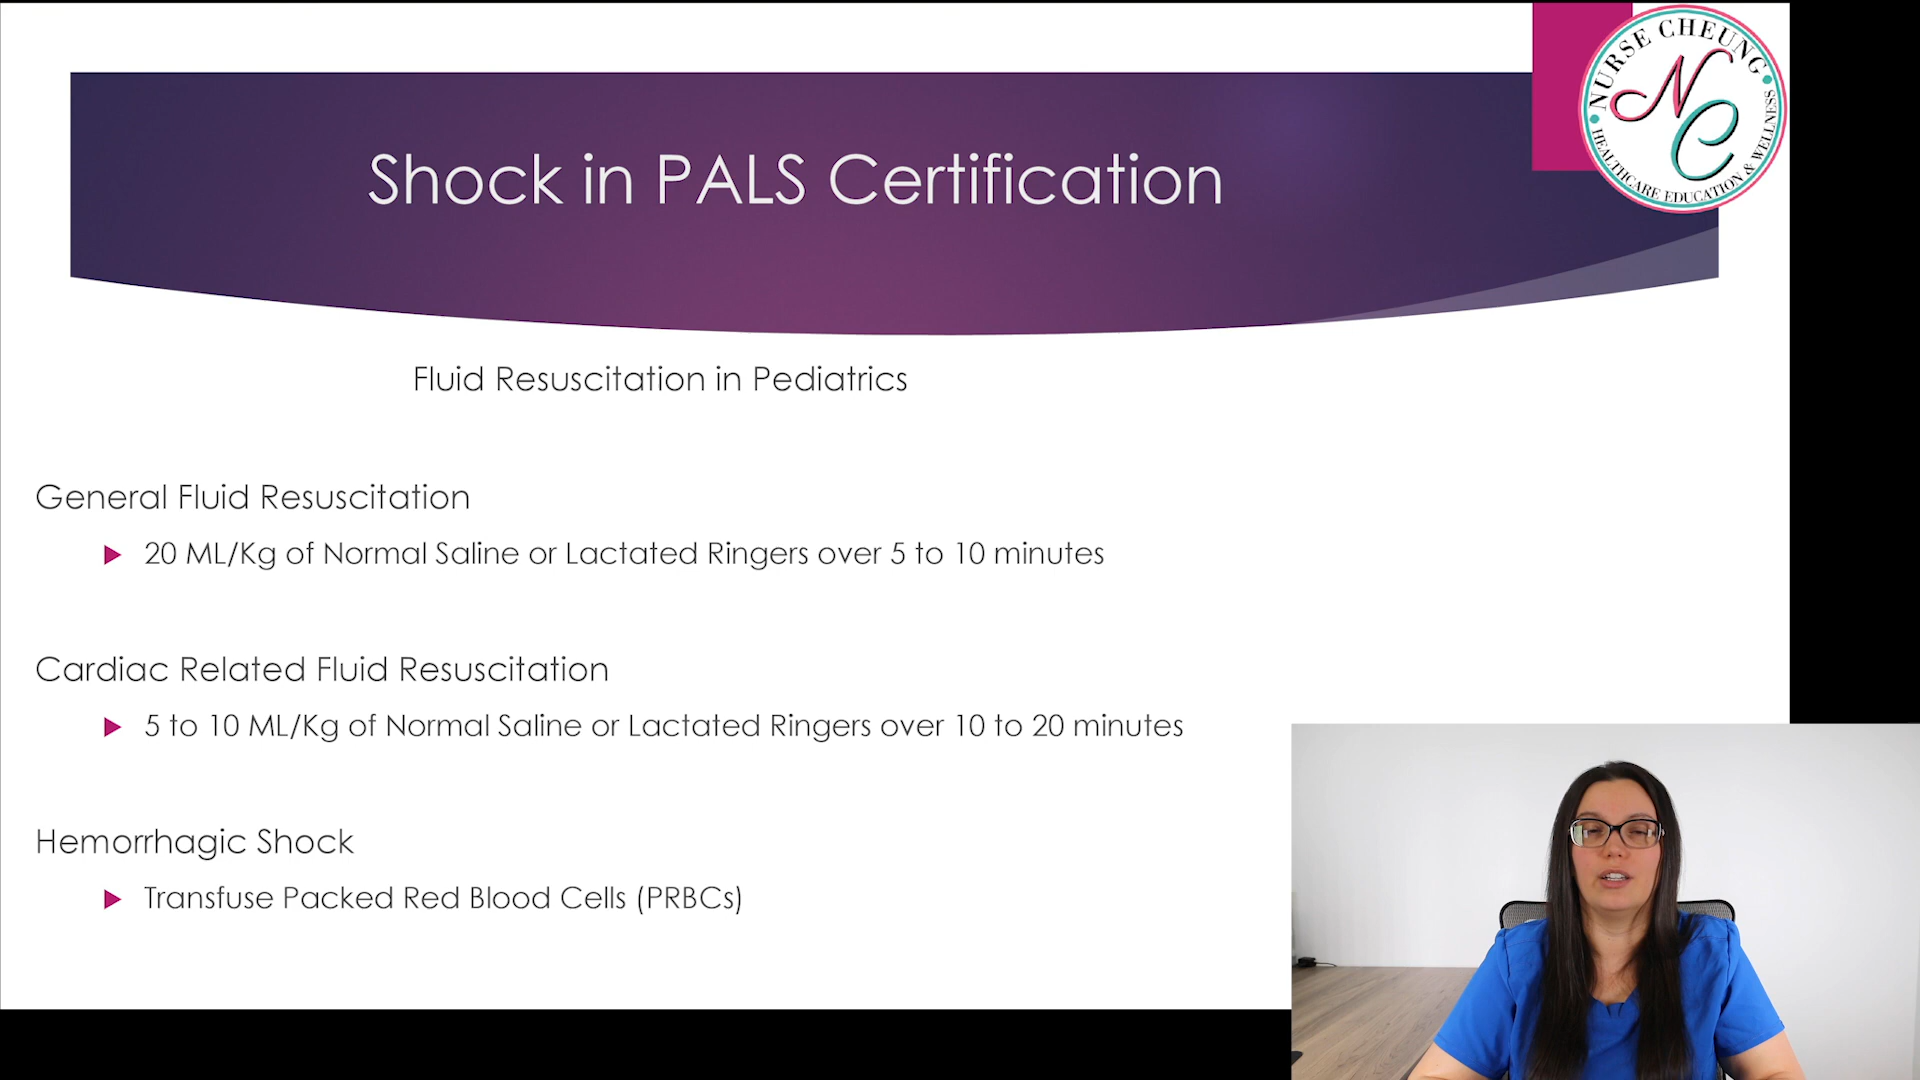 NURSE CHEUNG
NC
HEALTHCARE EDUCATION & WELLNESS
Shock in PALS Certification
Fluid Resuscitation in Pediatrics
General Fluid Resuscitation
20 ML/Kg of Normal Saline or Lactated Ringers over 5 to 10 minutes
Cardiac Related Fluid Resuscitation
5 to 10 ML/Kg of Normal Saline or Lactated Ringers over 10 to 20 minutes
Hemorrhagic Shock
Transfuse Packed Red Blood Cells (PRBCs)